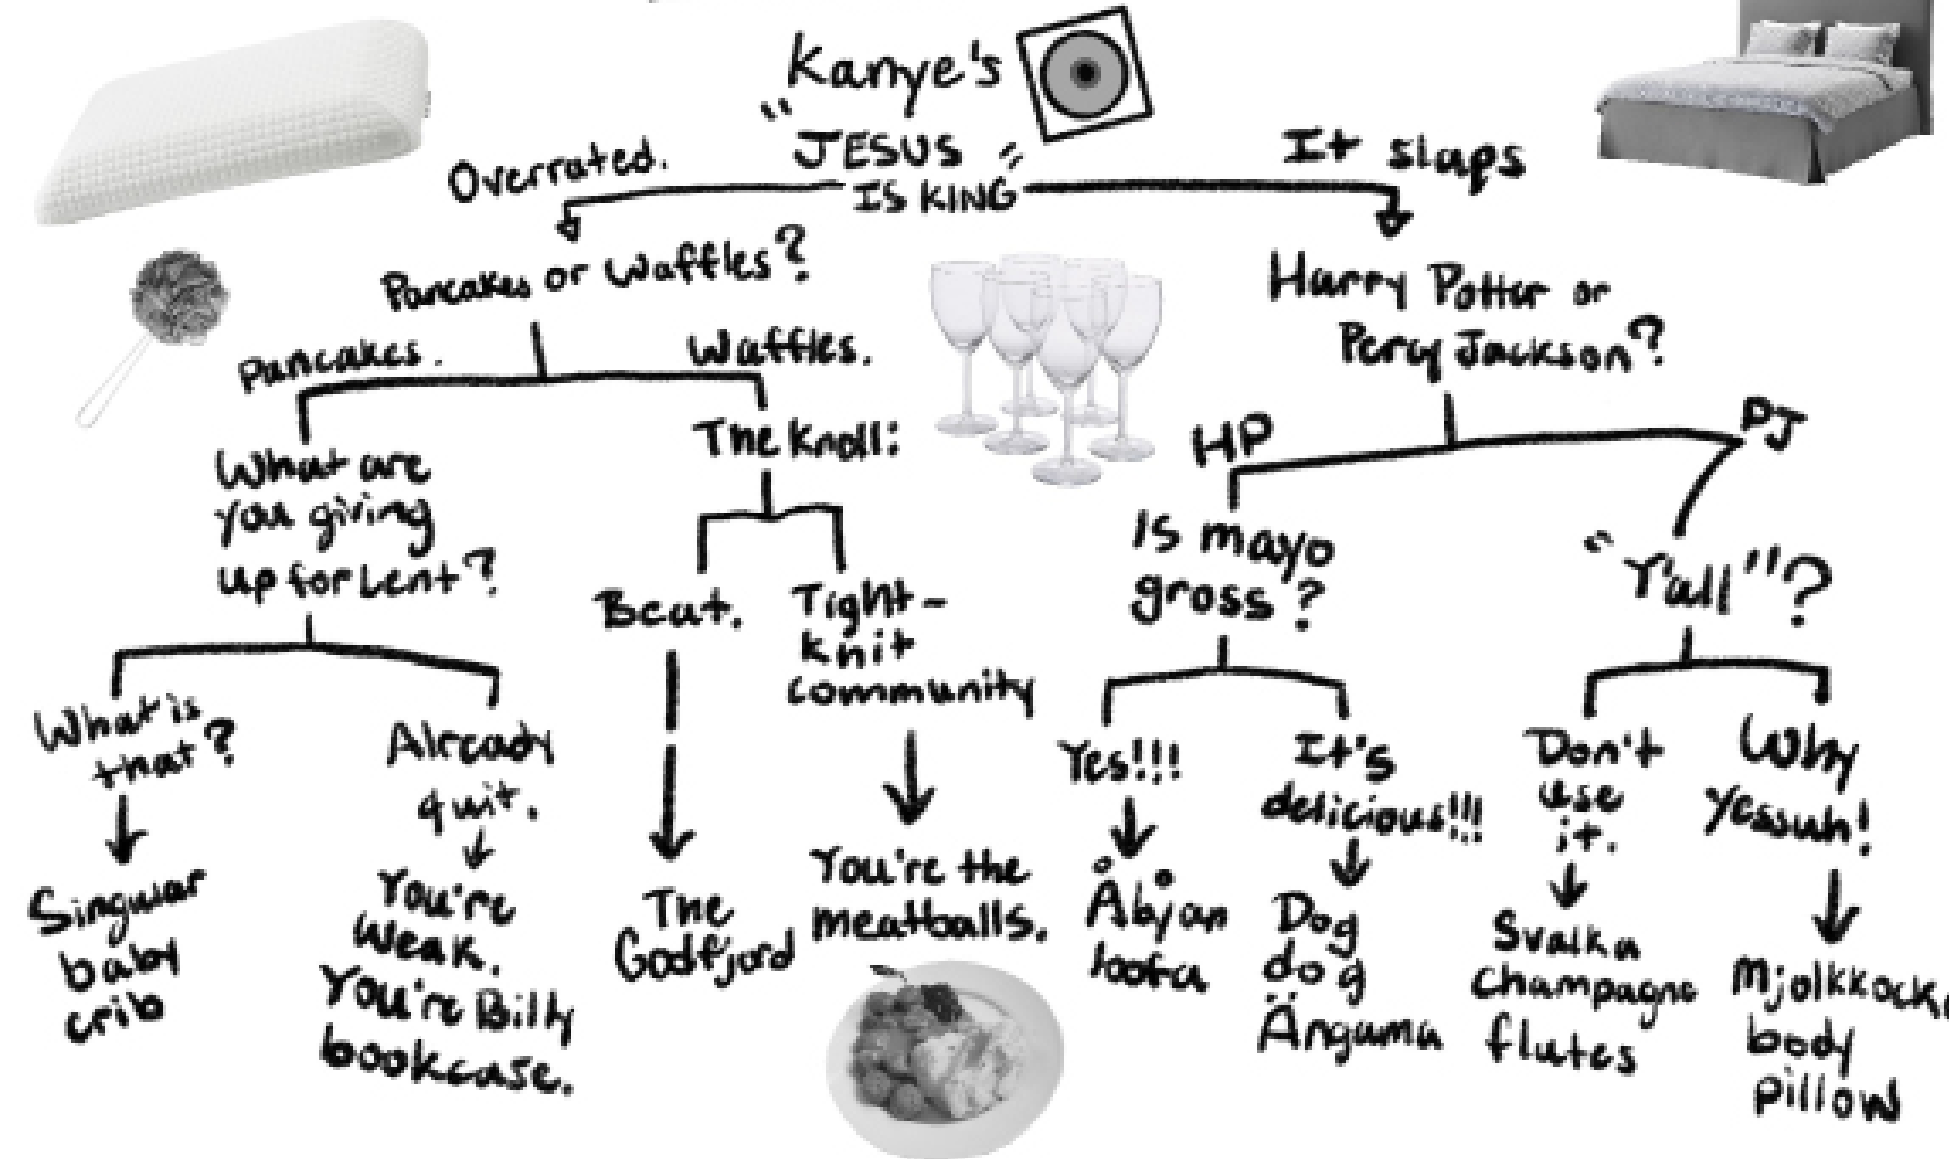 Kanye's
"JESUS
IS KING"
Overrated.
It slaps
Pancakes or Waffles?
Harry Potter or
Percy Jackson?
Pancakes.
Waffles.
HP
PJ
What are
you giving
up for Lent?
The Knoll:
Is mayo
gross?
"Y'all"?
Beat.
Tight-
knit
community
What is
that?
Already
quit.
Yes!!!
It's
delicious!!!
Don't
use
it.
Why
yessuh!
Singular
baby
crib
You're
weak.
You're Billy
bookcase.
The
Godfjord
You're the
meatballs.
Åbyån
loofa
Dog
dog
Ängama
Svalka
champagne
flutes
body
pillow